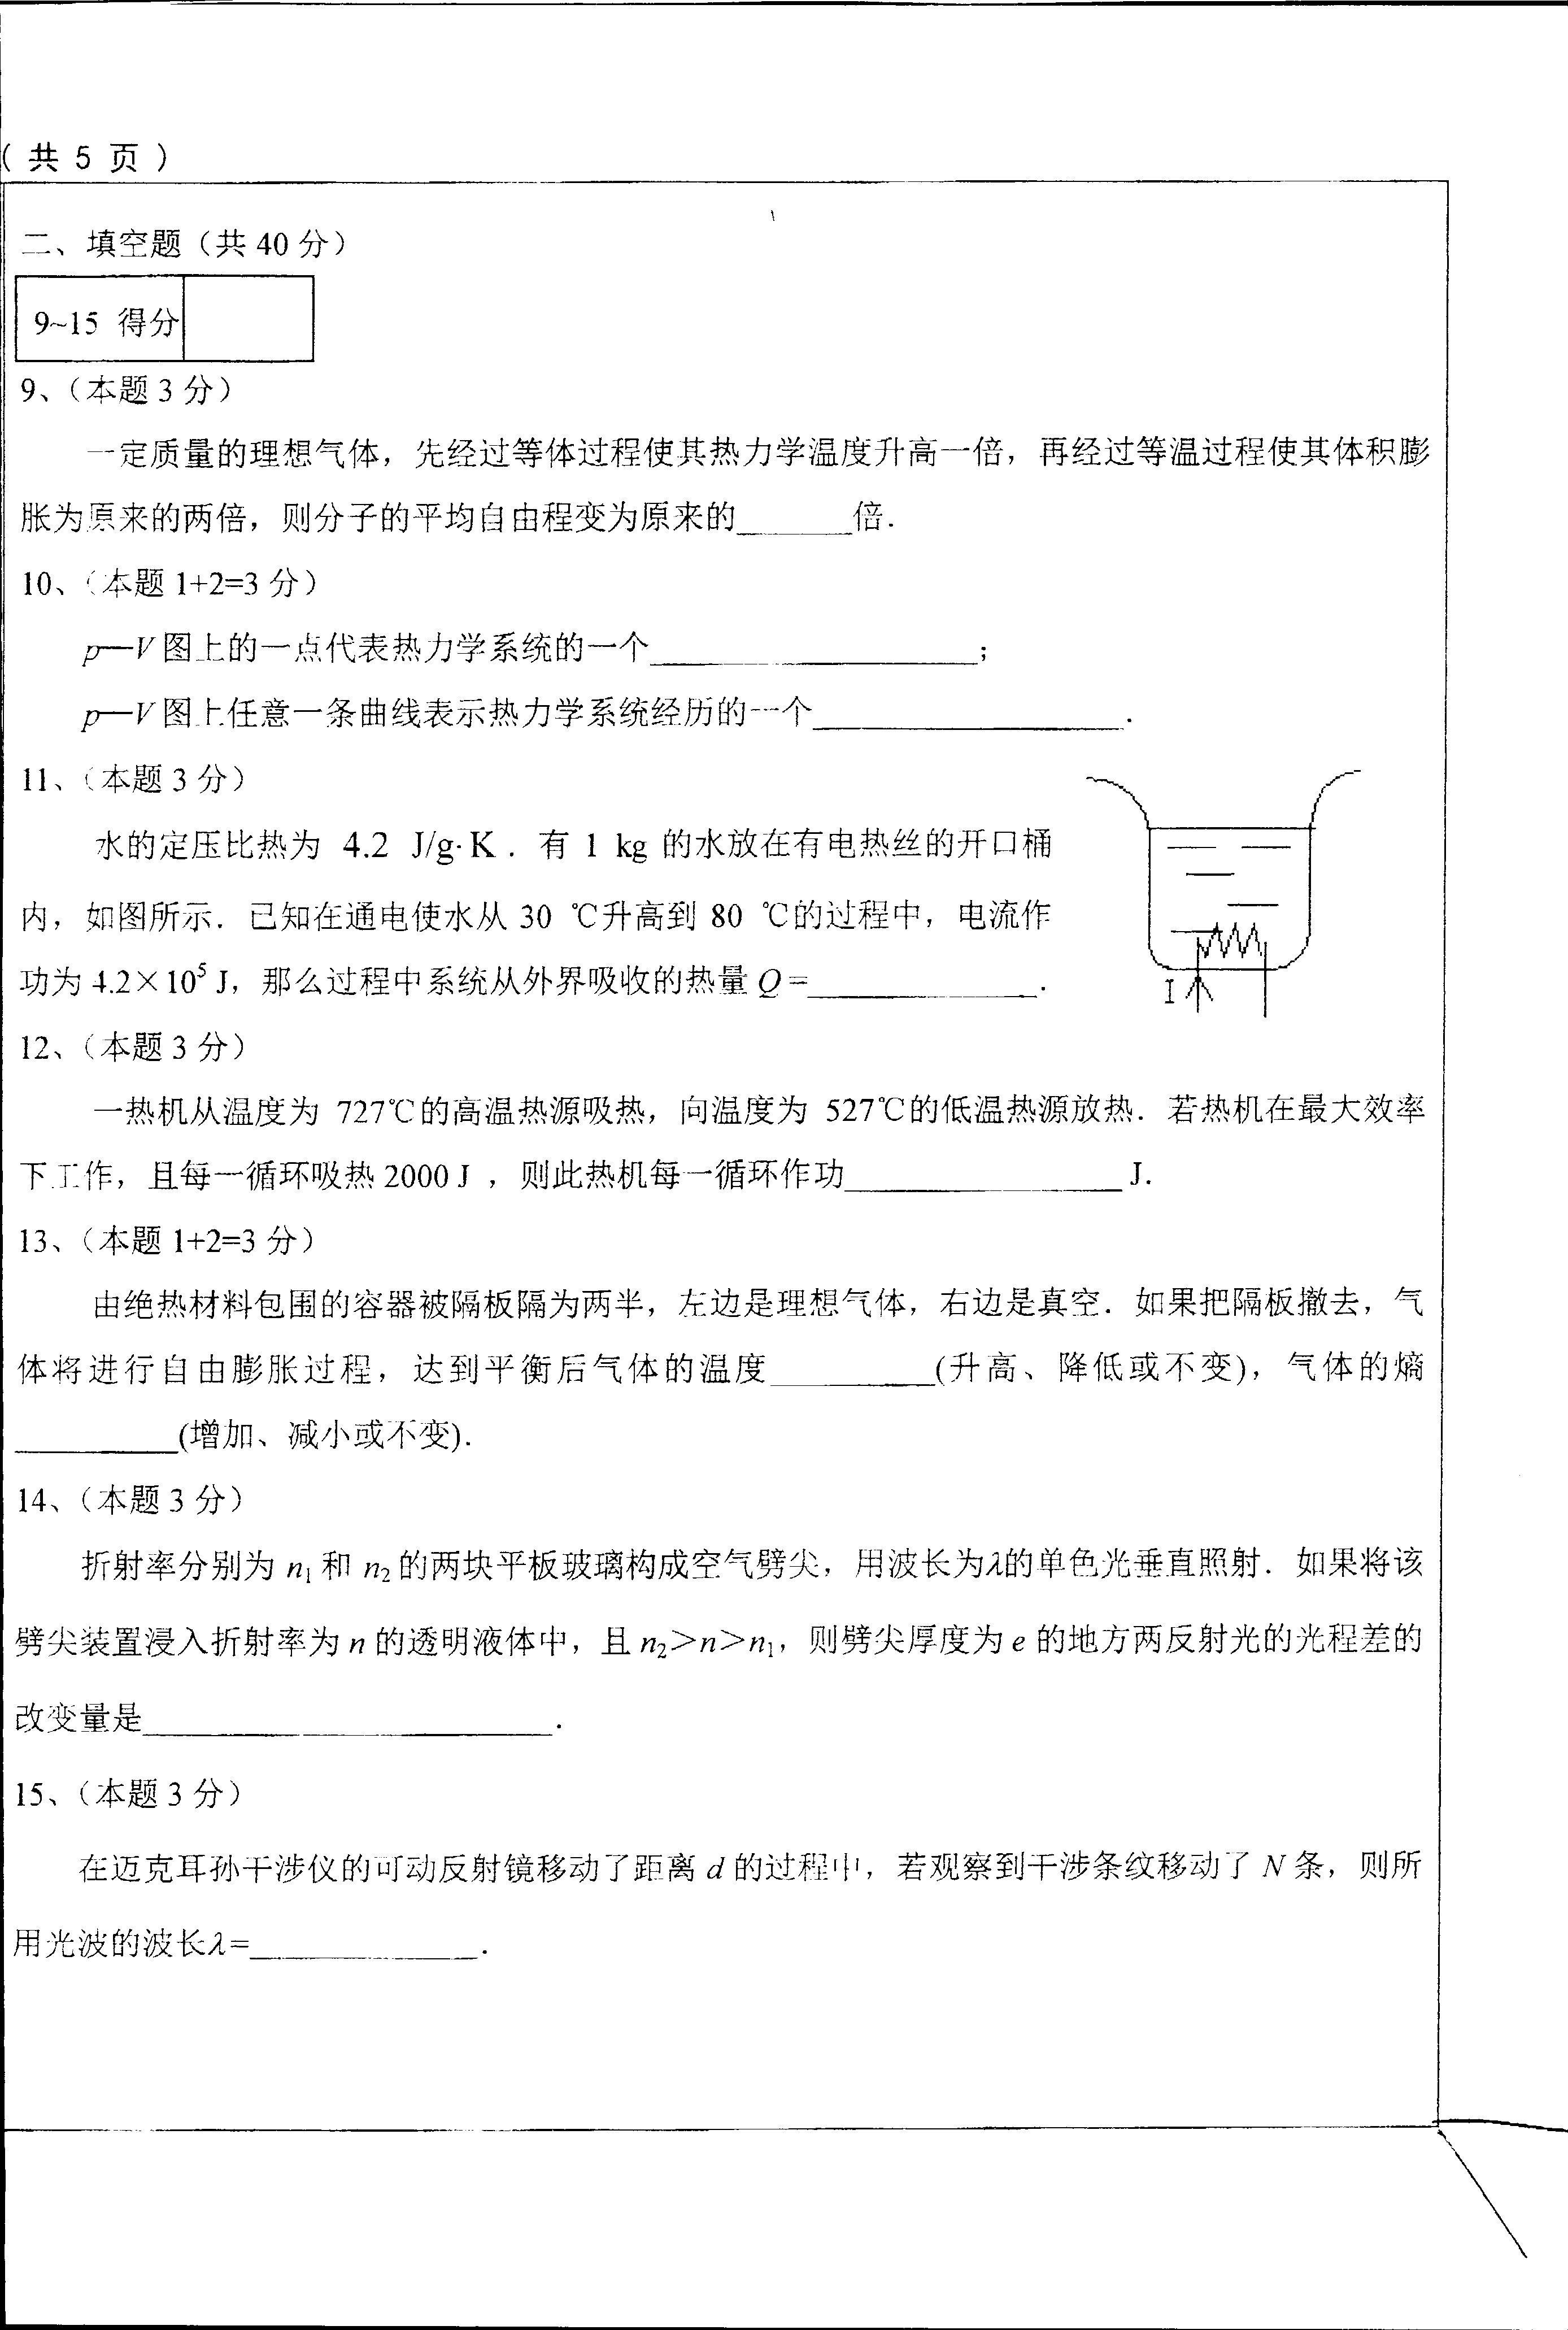 （ 共 5 页 ）
二、填空题（共 40 分）
9~15 得分
9、（本题 3 分）
一定质量的理想气体，先经过等体过程使其热力学温度升高一倍，再经过等温过程使其体积膨
胀为原来的两倍，则分子的平均自由程变为原来的______倍.
10、（本题 1+2=3 分）
p—V 图上的一点代表热力学系统的一个__________________;
p—V 图上任意一条曲线表示热力学系统经历的一个__________________.
11、（本题 3 分）
水的定压比热为 4.2 J/g·K．有 1 kg 的水放在有电热丝的开口桶
内，如图所示．已知在通电使水从 30 ℃升高到 80 ℃的过程中，电流作
功为 4.2×10⁵ J，那么过程中系统从外界吸收的热量 Q =______________.
I
12、（本题 3 分）
一热机从温度为 727℃的高温热源吸热，向温度为 527℃的低温热源放热．若热机在最大效率
下工作，且每一循环吸热 2000 J ，则此热机每一循环作功________________ J.
13、（本题 1+2=3 分）
由绝热材料包围的容器被隔板隔为两半，左边是理想气体，右边是真空．如果把隔板撤去，气
体将进行自由膨胀过程，达到平衡后气体的温度__________(升高、降低或不变)，气体的熵
__________(增加、减小或不变).
14、（本题 3 分）
折射率分别为 n₁ 和 n₂ 的两块平板玻璃构成空气劈尖，用波长为λ的单色光垂直照射．如果将该
劈尖装置浸入折射率为 n 的透明液体中，且 n₂＞n＞n₁，则劈尖厚度为 e 的地方两反射光的光程差的
改变量是________________________.
15、（本题 3 分）
在迈克耳孙干涉仪的可动反射镜移动了距离 d 的过程中，若观察到干涉条纹移动了 N 条，则所
用光波的波长λ=______________.